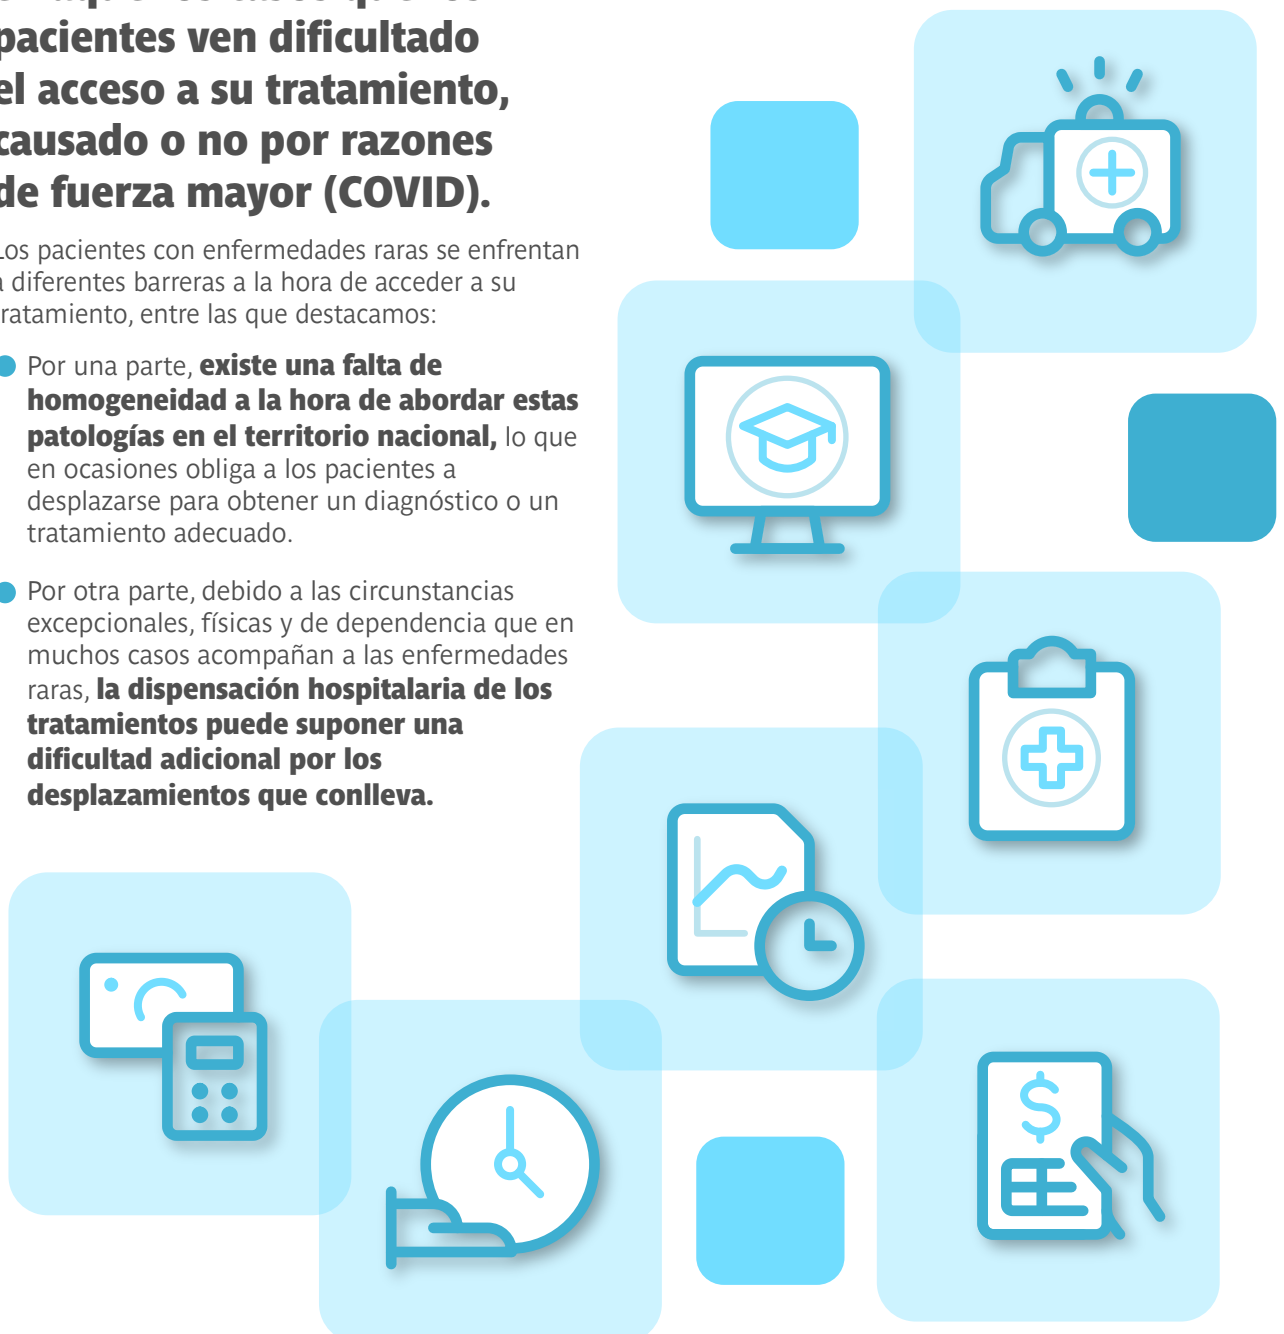 pacientes ven dificultado
el acceso a su tratamiento,
causado o no por razones
de fuerza mayor (COVID).
Los pacientes con enfermedades raras se enfrentan
a diferentes barreras a la hora de acceder a su
tratamiento, entre las que destacamos:
Por una parte, existe una falta de
homogeneidad a la hora de abordar estas
patologías en el territorio nacional, lo que
en ocasiones obliga a los pacientes a
desplazarse para obtener un diagnóstico o un
tratamiento adecuado.
Por otra parte, debido a las circunstancias
excepcionales, físicas y de dependencia que en
muchos casos acompañan a las enfermedades
raras, la dispensación hospitalaria de los
tratamientos puede suponer una
dificultad adicional por los
desplazamientos que conlleva.
$